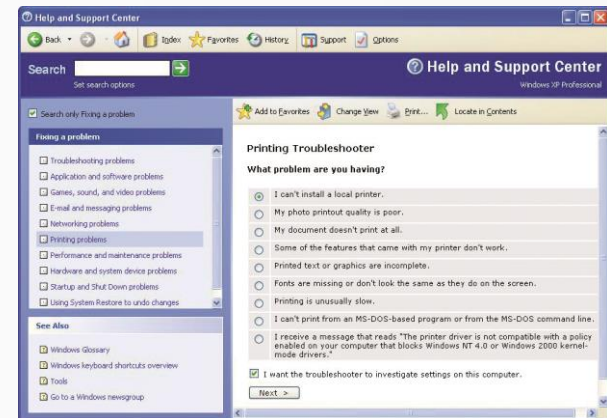 Help and Support Center
Back
Index
Favorites
History
Support
Options
Search
Set search options
Help and Support Center
Windows XP Professional
Search only Fixing a problem
Add to Favorites
Change View
Print...
Locate in Contents
Fixing a problem
Troubleshooting problems
Application and software problems
Games, sound, and video problems
E-mail and messaging problems
Networking problems
Printing problems
Performance and maintenance problems
Hardware and system device problems
Startup and Shut Down problems
Using System Restore to undo changes
See Also
Windows Glossary
Windows keyboard shortcuts overview
Tools
Go to a Windows newsgroup
Printing Troubleshooter
What problem are you having?
I can't install a local printer.
My photo printout quality is poor.
My document doesn't print at all.
Some of the features that came with my printer don't work.
Printed text or graphics are incomplete.
Fonts are missing or don't look the same as they do on the screen.
Printing is unusually slow.
I can't print from an MS-DOS-based program or from the MS-DOS command line.
I receive a message that reads "The printer driver is not compatible with a policy
enabled on your computer that blocks Windows NT 4.0 or Windows 2000 kernel-
mode drivers."
I want the troubleshooter to investigate settings on this computer.
Next >